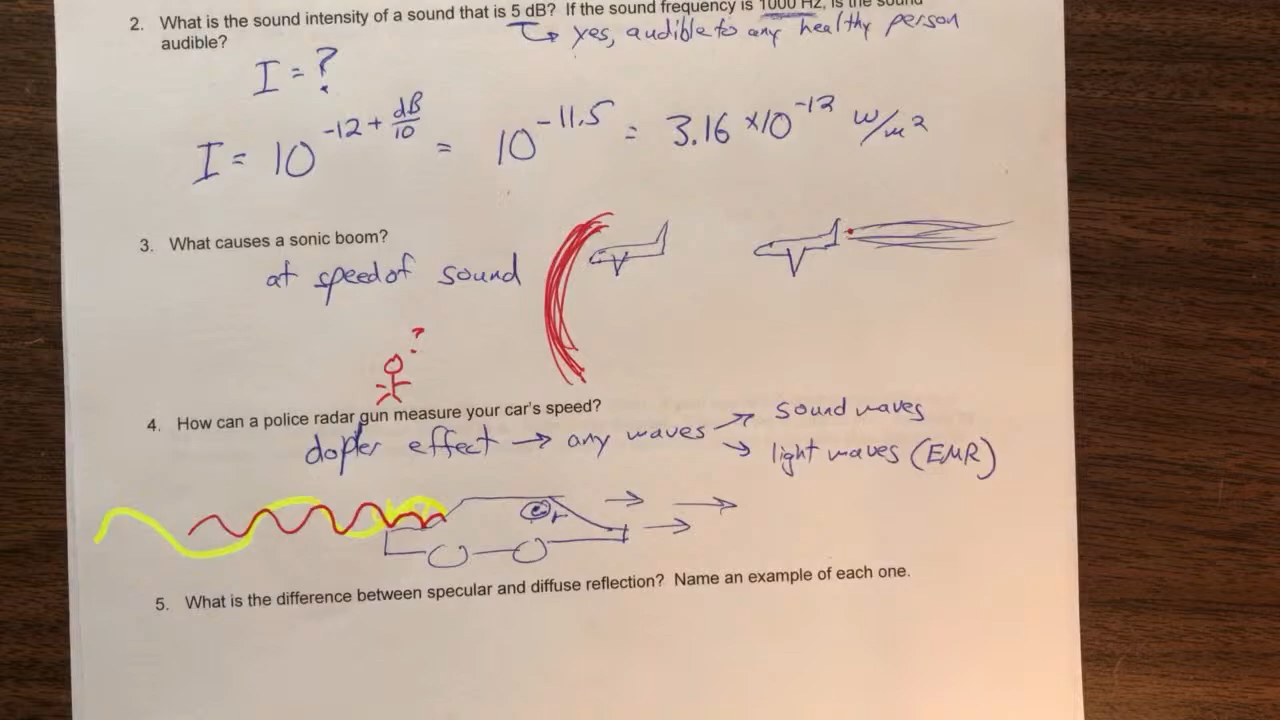 2. What is the sound intensity of a sound that is 5 dB? If the sound frequency is 1000 Hz, is the sound
audible?
↳ yes, audible to any healthy person
I = ?
I = 10^(-12 + dB/10) = 10^(-11.5) = 3.16 × 10^(-12) W/m²
3. What causes a sonic boom?
at speed of sound
?
4. How can a police radar gun measure your car's speed?
dopler effect → any waves → sound waves
→ light waves (EMR)
5. What is the difference between specular and diffuse reflection? Name an example of each one.